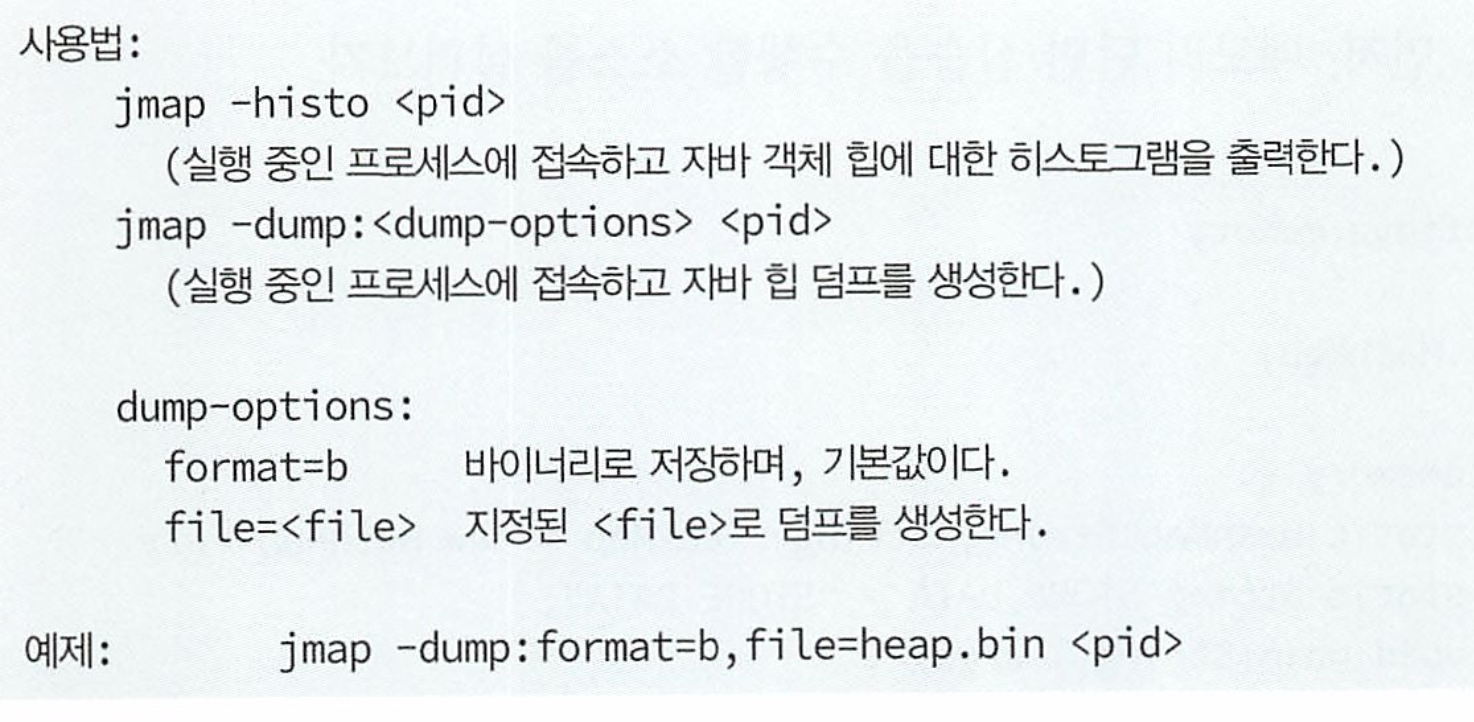 사용법:
jmap -histo <pid>
(실행 중인 프로세스에 접속하고 자바 객체 힙에 대한 히스토그램을 출력한다.)
jmap -dump:<dump-options> <pid>
(실행 중인 프로세스에 접속하고 자바 힙 덤프를 생성한다.)
dump-options:
format=b 바이너리로 저장하며, 기본값이다.
file=<file> 지정된 <file>로 덤프를 생성한다.
예제: jmap -dump:format=b,file=heap.bin <pid>